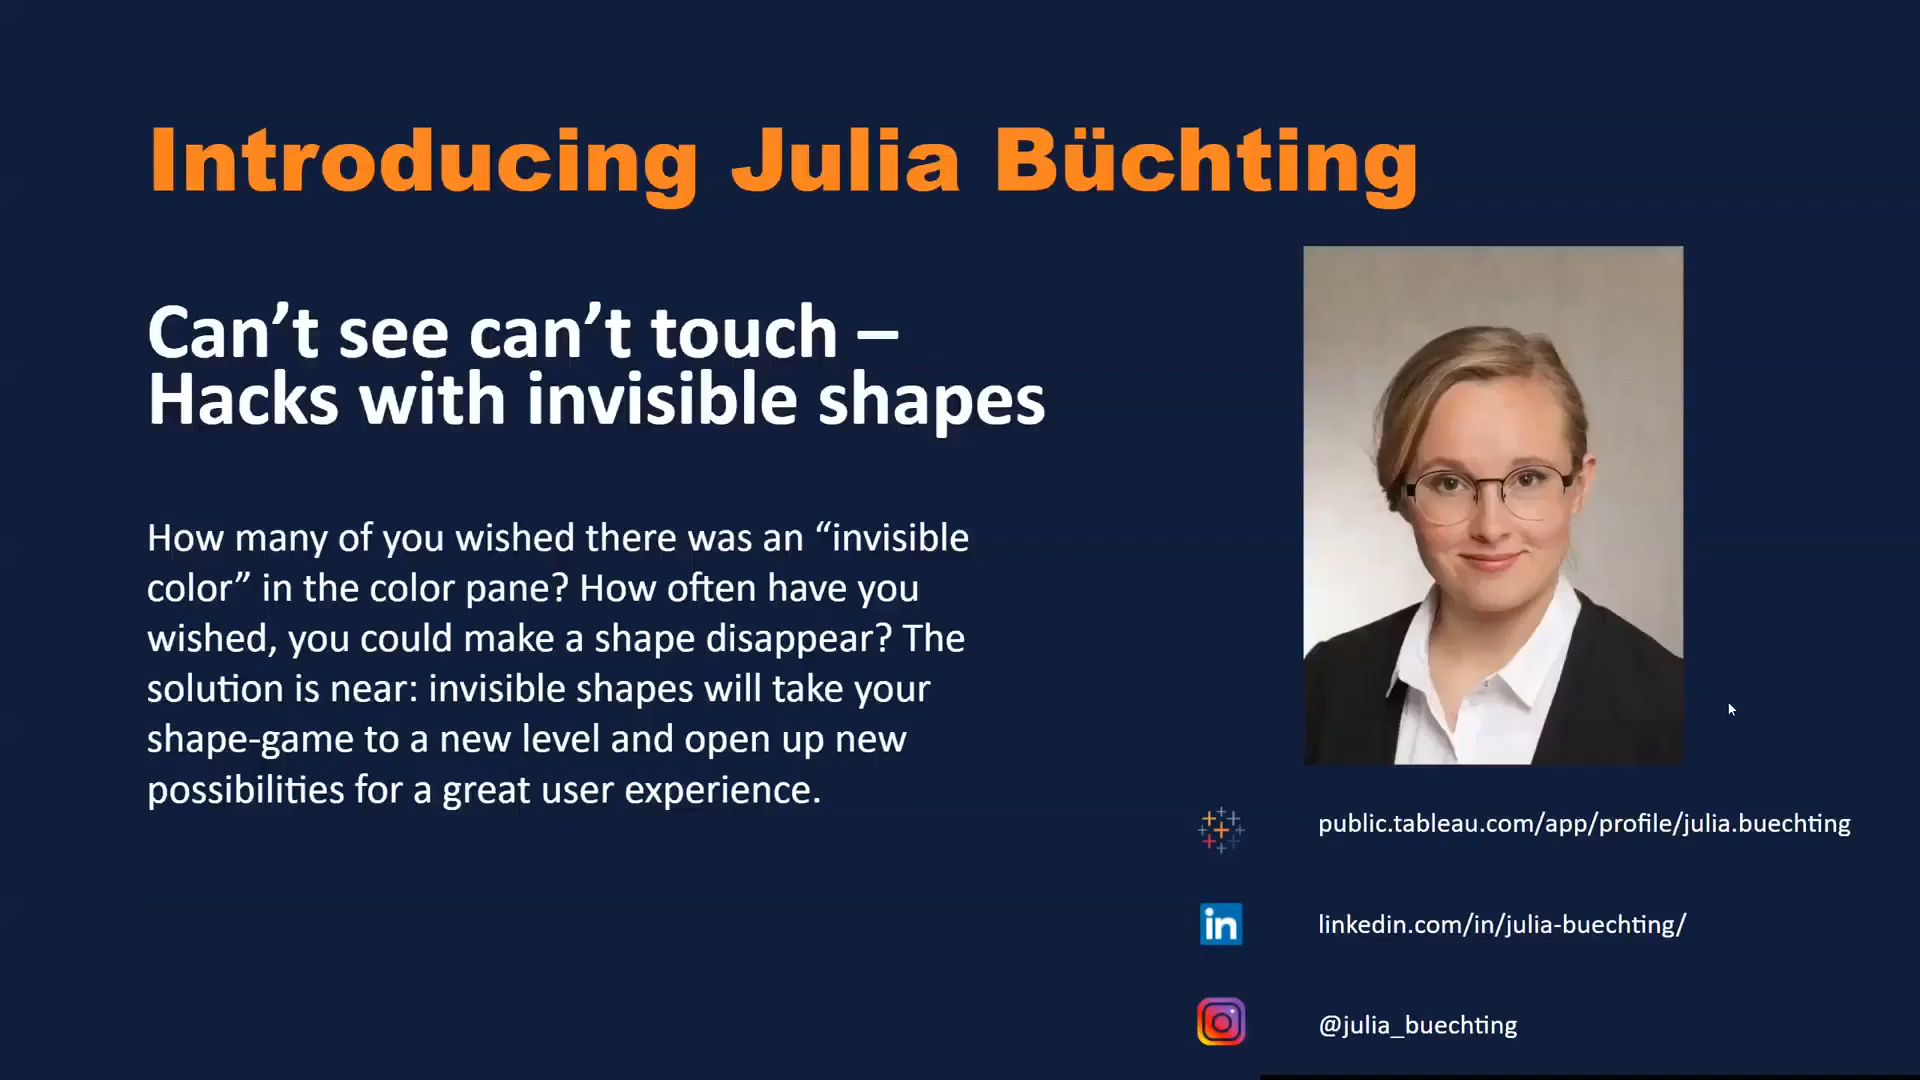 Introducing Julia Büchting
Can’t see can’t touch –
Hacks with invisible shapes
How many of you wished there was an “invisible
color” in the color pane? How often have you
wished, you could make a shape disappear? The
solution is near: invisible shapes will take your
shape-game to a new level and open up new
possibilities for a great user experience.
public.tableau.com/app/profile/julia.buechting
in
linkedin.com/in/julia-buechting/
@julia_buechting